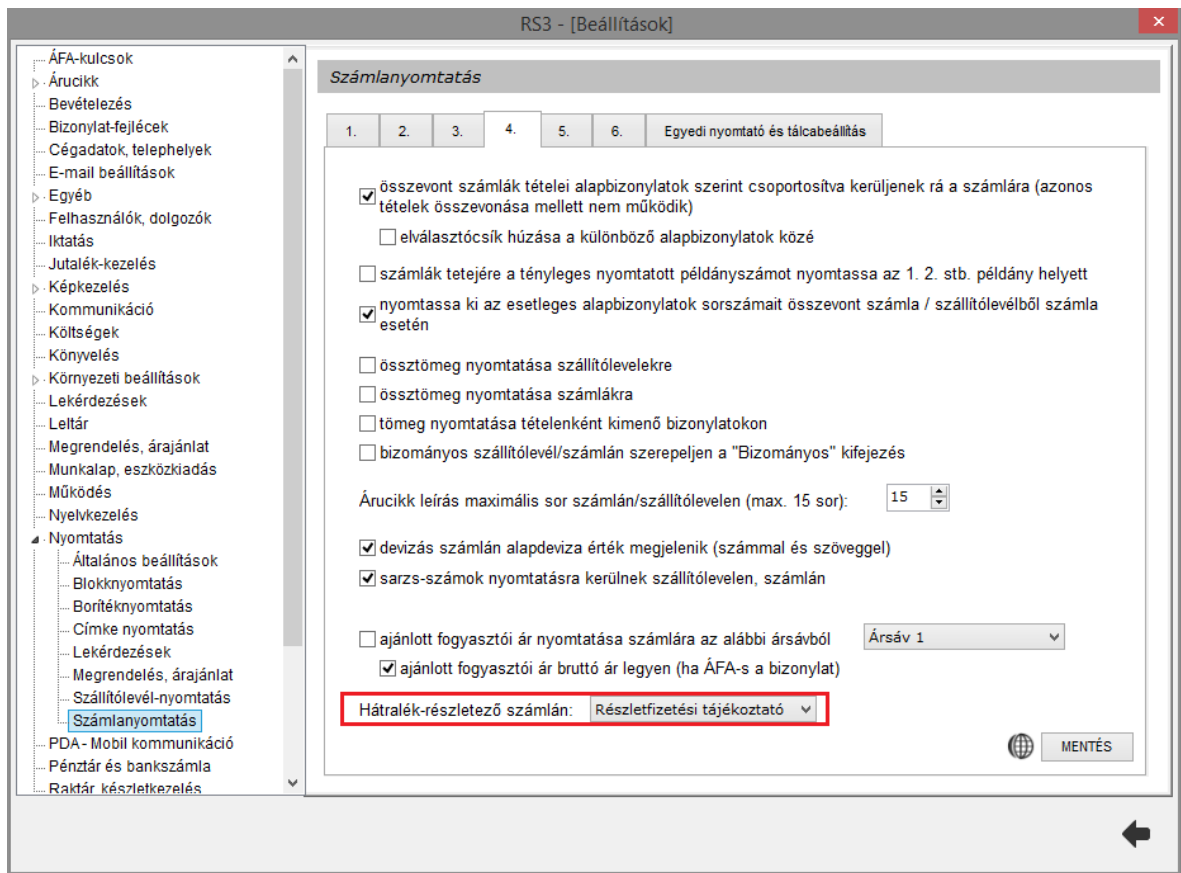 RS3 - [Beállítások]
ÁFA-kulcsok
Árucikk
Bevételezés
Bizonylat-fejlécek
Cégadatok, telephelyek
E-mail beállítások
Egyéb
Felhasználók, dolgozók
Iktatás
Jutalék-kezelés
Képkezelés
Kommunikáció
Költségek
Könyvelés
Környezeti beállítások
Lekérdezések
Leltár
Megrendelés, árajánlat
Munkalap, eszközkiadás
Működés
Nyelvkezelés
Nyomtatás
Általános beállítások
Blokknyomtatás
Borítéknyomtatás
Címke nyomtatás
Lekérdezések
Megrendelés, árajánlat
Szállítólevél-nyomtatás
Számlanyomtatás
PDA- Mobil kommunikáció
Pénztár és bankszámla
Raktár, készletkezelés
Számlanyomtatás
1. 2. 3. 4. 5. 6. Egyedi nyomtató és tálcabeállítás
összevont számlák tételei alapbizonylatok szerint csoportosítva kerüljenek rá a számlára (azonos
tételek összevonása mellett nem működik)
elválasztócsík húzása a különböző alapbizonylatok közé
számlák tetejére a tényleges nyomtatott példányszámot nyomtassa az 1. 2. stb. példány helyett
nyomtassa ki az esetleges alapbizonylatok sorszámait összevont számla / szállítólevélből számla
esetén
össztömeg nyomtatása szállítólevelekre
össztömeg nyomtatása számlákra
tömeg nyomtatása tételenként kimenő bizonylatokon
bizományos szállítólevél/számlán szerepeljen a "Bizományos" kifejezés
Árucikk leírás maximális sor számlán/szállítólevelen (max. 15 sor): 15
devizás számlán alapdeviza érték megjelenik (számmal és szöveggel)
sarzs-számok nyomtatásra kerülnek szállítólevelen, számlán
ajánlott fogyasztói ár nyomtatása számlára az alábbi ársávból Ársáv 1
ajánlott fogyasztói ár bruttó ár legyen (ha ÁFA-s a bizonylat)
Hátralék-részletező számlán: Részletfizetési tájékoztató
MENTÉS